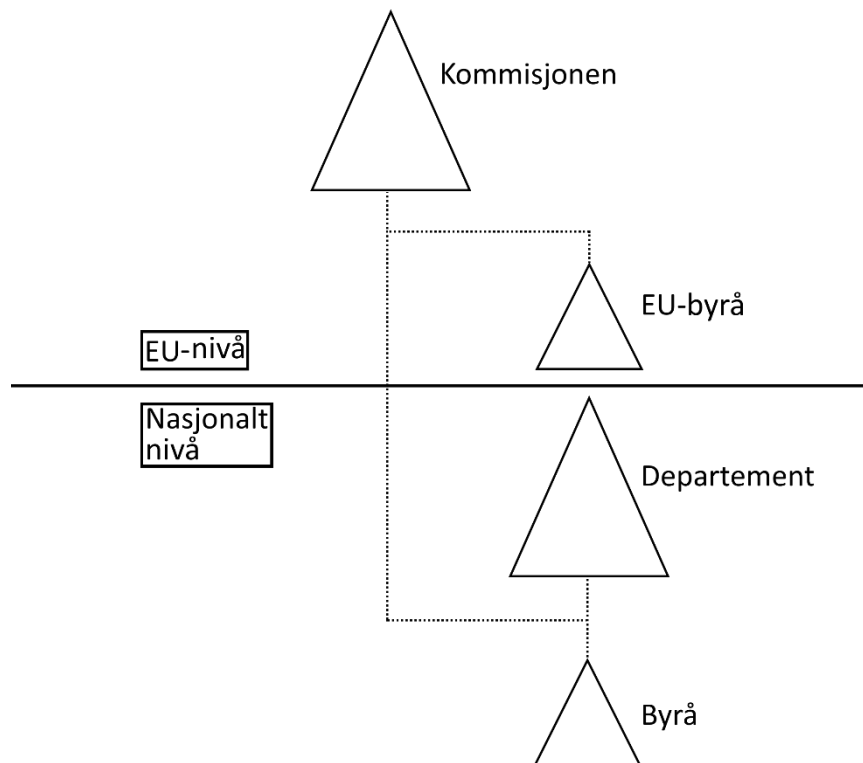 Kommisjonen
EU-byrå
EU-nivå
Nasjonalt
nivå
Departement
Byrå